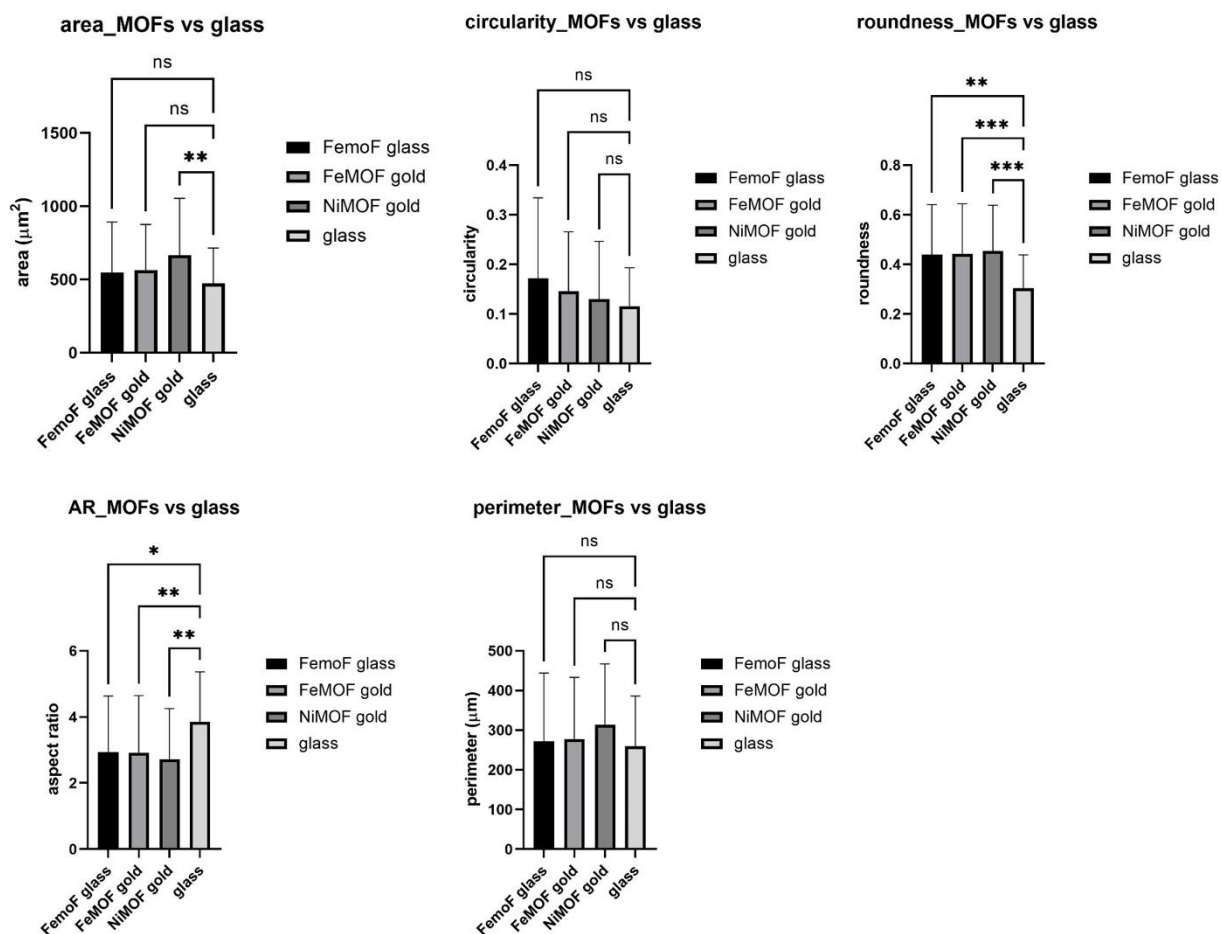 area_MOFs vs glass
ns
ns
**
1500
1000
500
0
area (μm²)
FemoF glass
FeMOF gold
NiMOF gold
glass
FemoF glass
FeMOF gold
NiMOF gold
glass
circularity_MOFs vs glass
ns
ns
ns
0.4
0.3
0.2
0.1
0.0
circularity
FemoF glass
FeMOF gold
NiMOF gold
glass
FemoF glass
FeMOF gold
NiMOF gold
glass
roundness_MOFs vs glass
**
***
***
0.8
0.6
0.4
0.2
0.0
roundness
FemoF glass
FeMOF gold
NiMOF gold
glass
FemoF glass
FeMOF gold
NiMOF gold
glass
AR_MOFs vs glass
*
**
**
6
4
2
0
aspect ratio
FemoF glass
FeMOF gold
NiMOF gold
glass
FemoF glass
FeMOF gold
NiMOF gold
glass
perimeter_MOFs vs glass
ns
ns
ns
500
400
300
200
100
0
perimeter (μm)
FemoF glass
FeMOF gold
NiMOF gold
glass
FemoF glass
FeMOF gold
NiMOF gold
glass